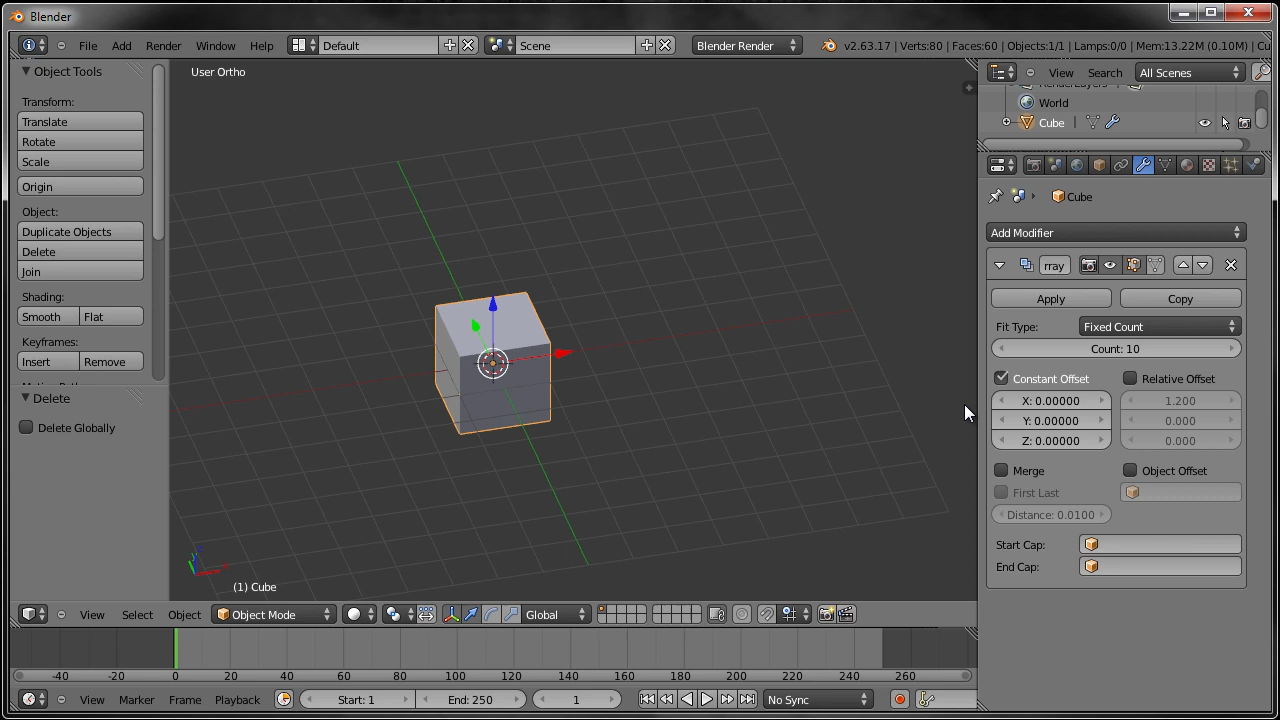 Blender
File Add Render Window Help Default Scene Blender Render v2.63.17 | Verts:80 | Faces:60 | Objects:1/1 | Lamps:0/0 | Mem:13.22M (0.10M) | Cu
Object Tools
Transform:
Translate
Rotate
Scale
Origin
Object:
Duplicate Objects
Delete
Join
Shading:
Smooth Flat
Keyframes:
Insert Remove
Delete
Delete Globally
User Ortho
(1) Cube
View Select Object Object Mode Global
-40 -20 0 20 40 60 80 100 120 140 160 180 200 220 240 260
View Marker Frame Playback Start: 1 End: 250 1 No Sync
View Search All Scenes
RenderLayers
World
Cube
Cube
Add Modifier
rray
Apply Copy
Fit Type: Fixed Count
Count: 10
Constant Offset Relative Offset
X: 0.00000 1.200
Y: 0.00000 0.000
Z: 0.00000 0.000
Merge Object Offset
First Last
Distance: 0.0100
Start Cap:
End Cap: